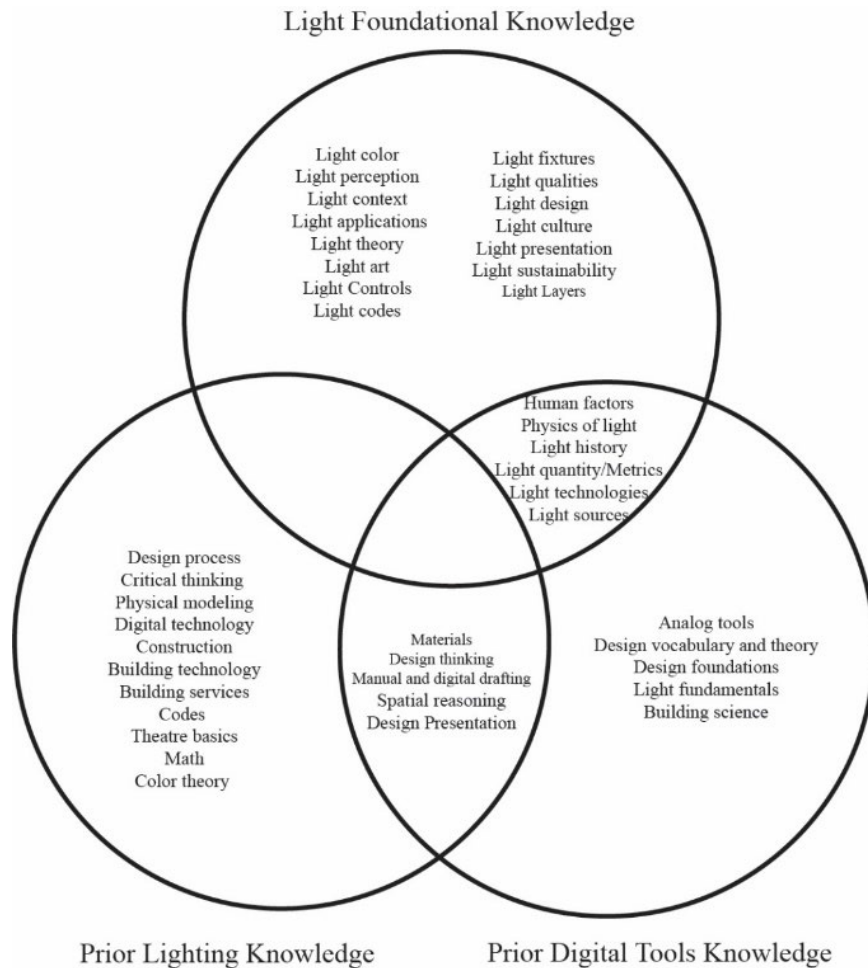 Light Foundational Knowledge
Light color
Light perception
Light context
Light applications
Light theory
Light art
Light Controls
Light codes
Light fixtures
Light qualities
Light design
Light culture
Light presentation
Light sustainability
Light Layers
Human factors
Physics of light
Light history
Light quantity/Metrics
Light technologies
Light sources
Design process
Critical thinking
Physical modeling
Digital technology
Construction
Building technology
Building services
Codes
Theatre basics
Math
Color theory
Materials
Design thinking
Manual and digital drafting
Spatial reasoning
Design Presentation
Analog tools
Design vocabulary and theory
Design foundations
Light fundamentals
Building science
Prior Lighting Knowledge
Prior Digital Tools Knowledge